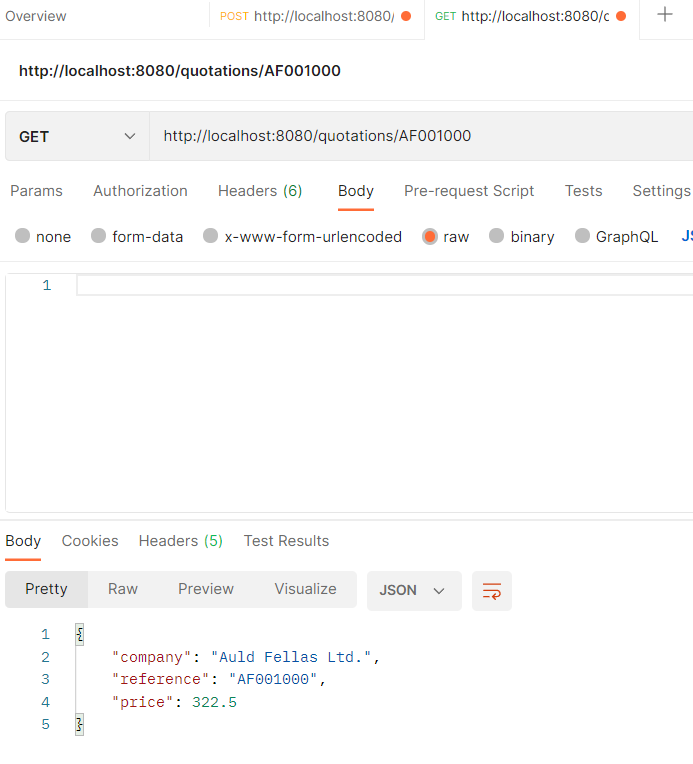 Overview POST http://localhost:8080/ GET http://localhost:8080/c
http://localhost:8080/quotations/AF001000
GET http://localhost:8080/quotations/AF001000
Params Authorization Headers (6) Body Pre-request Script Tests Settings
none form-data x-www-form-urlencoded raw binary GraphQL JS
1
Body Cookies Headers (5) Test Results
Pretty Raw Preview Visualize JSON
1 {
2 "company": "Auld Fellas Ltd.",
3 "reference": "AF001000",
4 "price": 322.5
5 }